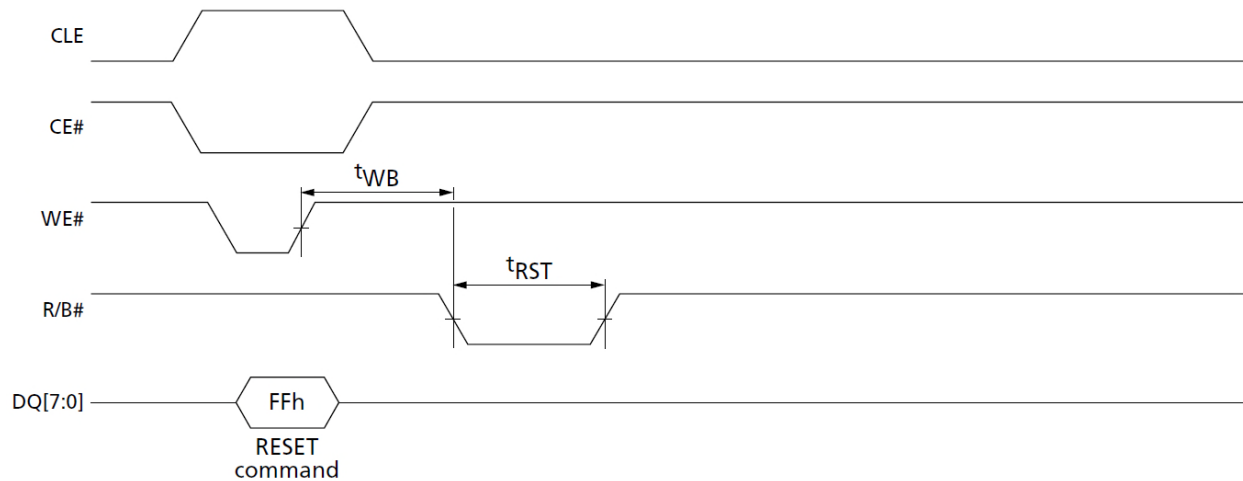 CLE
CE#
tWB
WE#
tRST
R/B#
DQ[7:0]
FFh
RESET
command